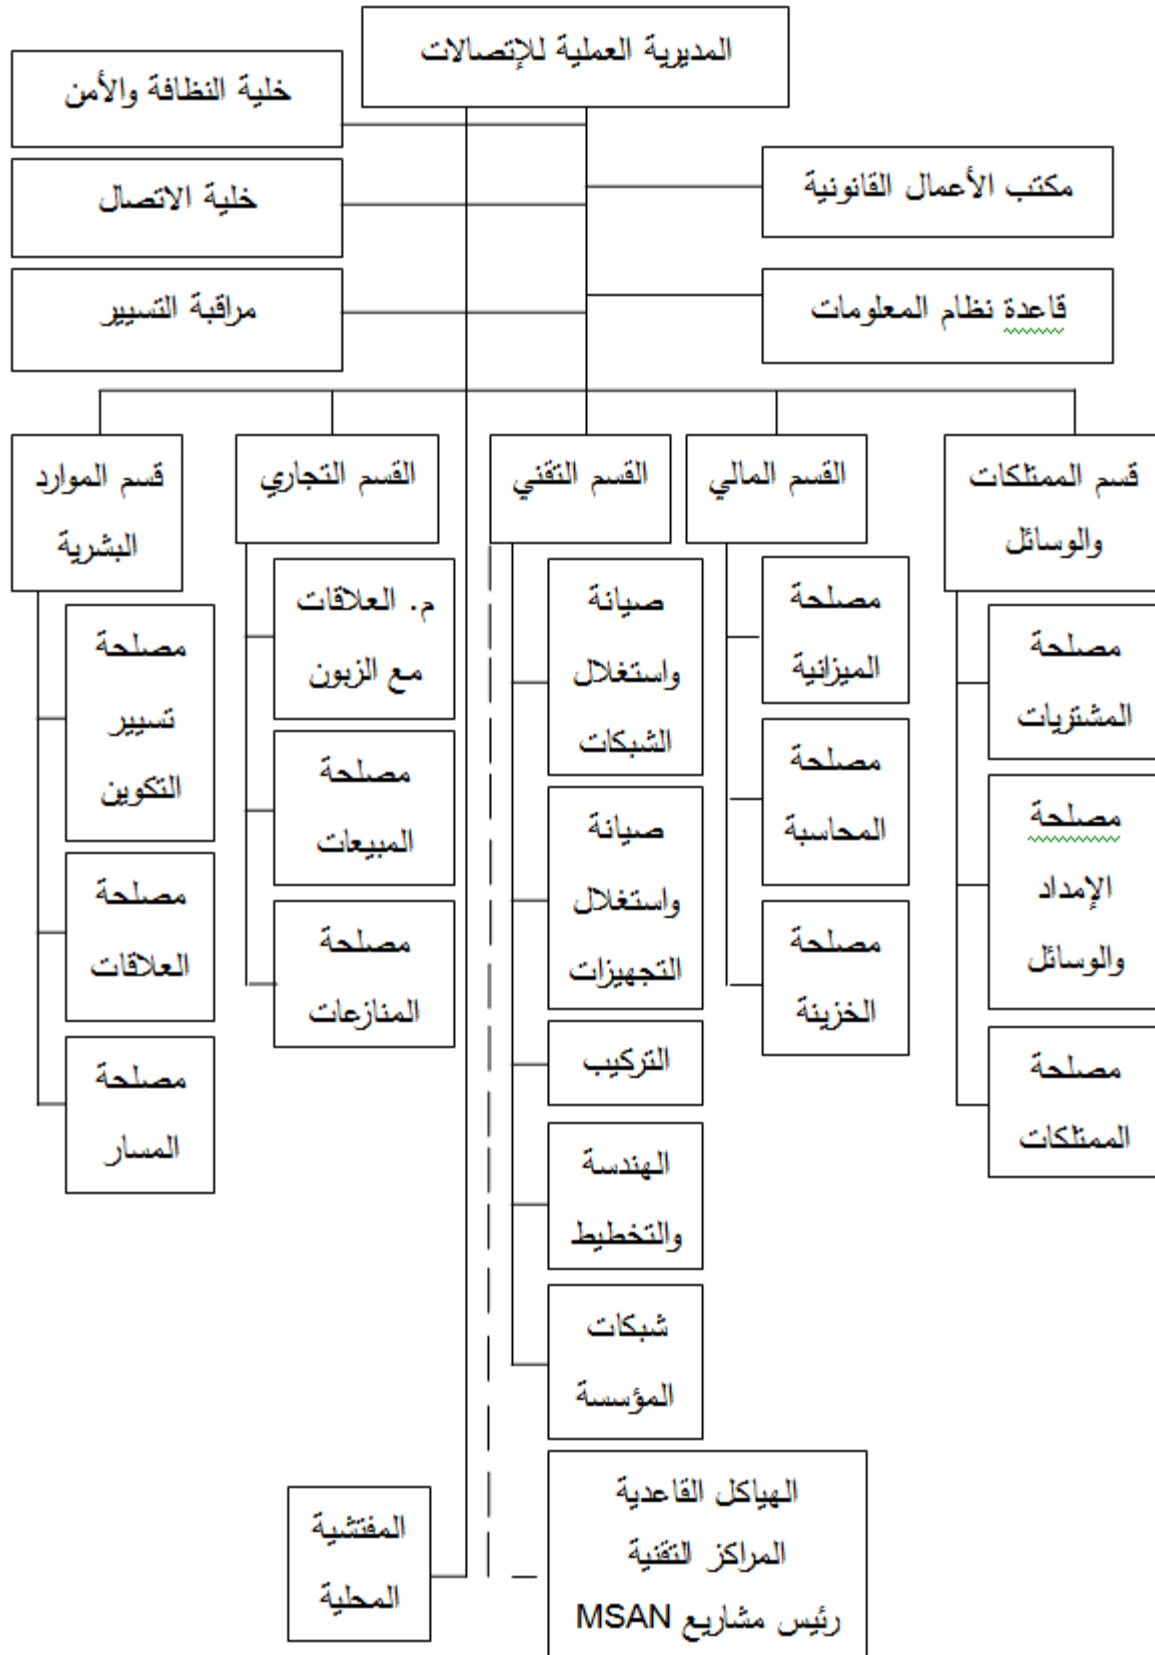 المديرية العملية للإتصالات
خلية النظافة والأمن
مكتب الأعمال القانونية
خلية الاتصال
قاعدة نظام المعلومات
مراقبة التسيير
قسم الممتلكات
والوسائل
القسم المالي
القسم التقني
القسم التجاري
قسم الموارد
البشرية
مصلحة
المشتريات
مصلحة
الإمداد
والوسائل
مصلحة
الممتلكات
مصلحة
الميزانية
مصلحة
المحاسبة
مصلحة
الخزينة
صيانة
واستغلال
الشبكات
صيانة
واستغلال
التجهيزات
التركيب
الهندسة
والتخطيط
شبكات
المؤسسة
م. العلاقات
مع الزبون
مصلحة
المبيعات
مصلحة
المنازعات
مصلحة
تسيير
التكوين
مصلحة
العلاقات
مصلحة
المسار
الهياكل القاعدية
المراكز التقنية
رئيس مشاريع MSAN
المفتشية
المحلية